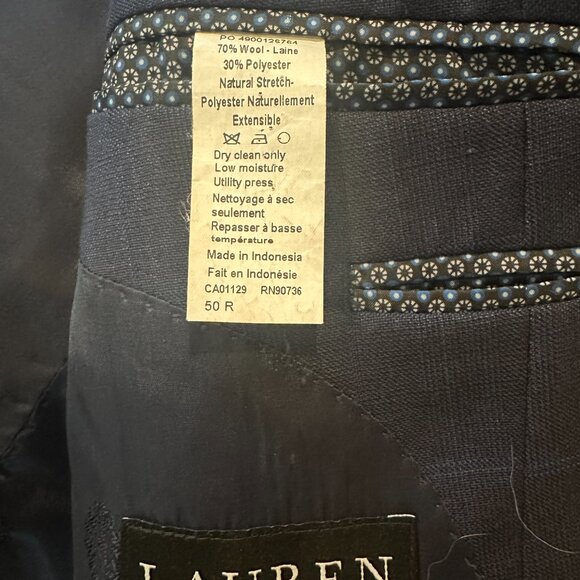 PO 4900126764
70% Wool - Laine
30% Polyester
Natural Stretch-
Polyester Naturellement
Extensible
Dry clean only
Low moisture
Utility press
Nettoyage à sec
seulement
Repasser à basse
température
Made in Indonesia
Fait en Indonésie
CA01129 RN90736
50 R
LAUREN